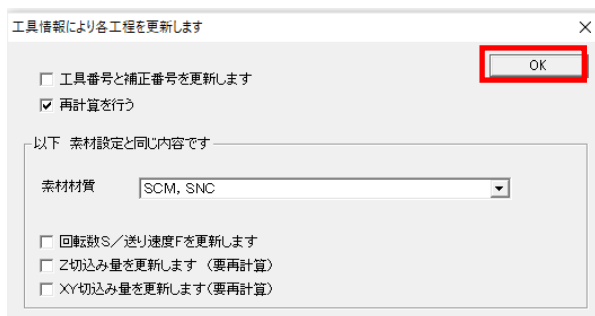 工具情報により各工程を更新します
OK
工具番号と補正番号を更新します
再計算を行う
以下 素材設定と同じ内容です
素材材質 SCM, SNC
回転数S／送り速度Fを更新します
Z切込み量を更新します （要再計算）
XY切込み量を更新します(要再計算)